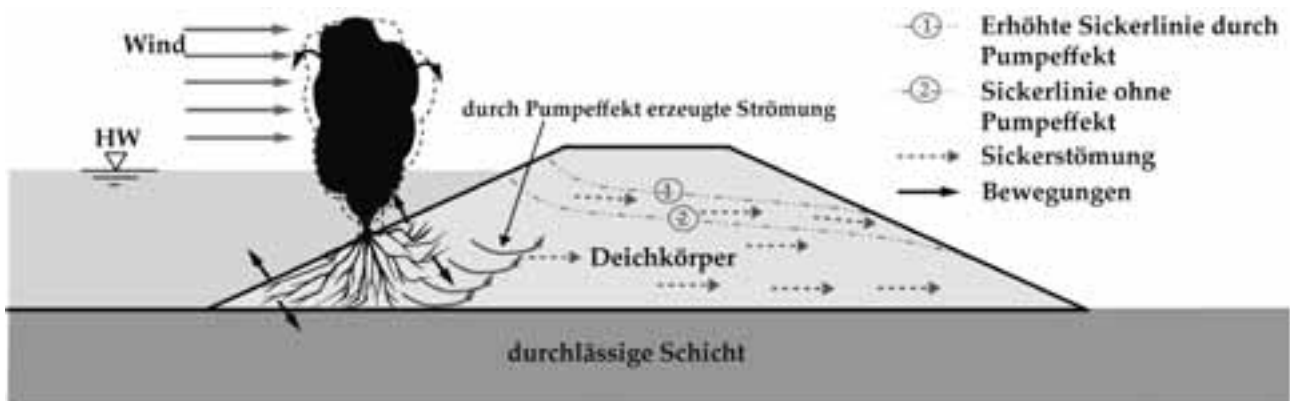 Wind
HW
durch Pumpeffekt erzeugte Strömung
1 Erhöhte Sickerlinie durch
Pumpeffekt
2 Sickerlinie ohne
Pumpeffekt
Sickerstömung
Bewegungen
1
2
Deichkörper
durchlässige Schicht